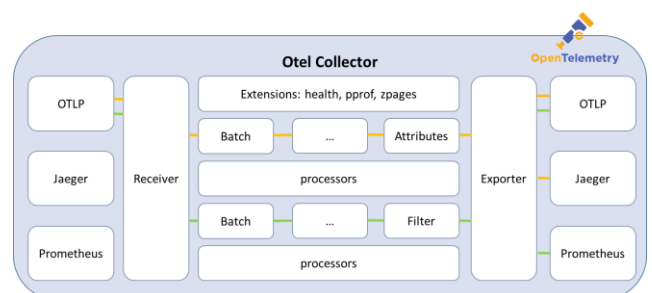 OpenTelemetry
Otel Collector
Extensions: health, pprof, zpages
OTLP
Jaeger
Prometheus
Receiver
Batch
...
Attributes
processors
Batch
...
Filter
processors
Exporter
OTLP
Jaeger
Prometheus